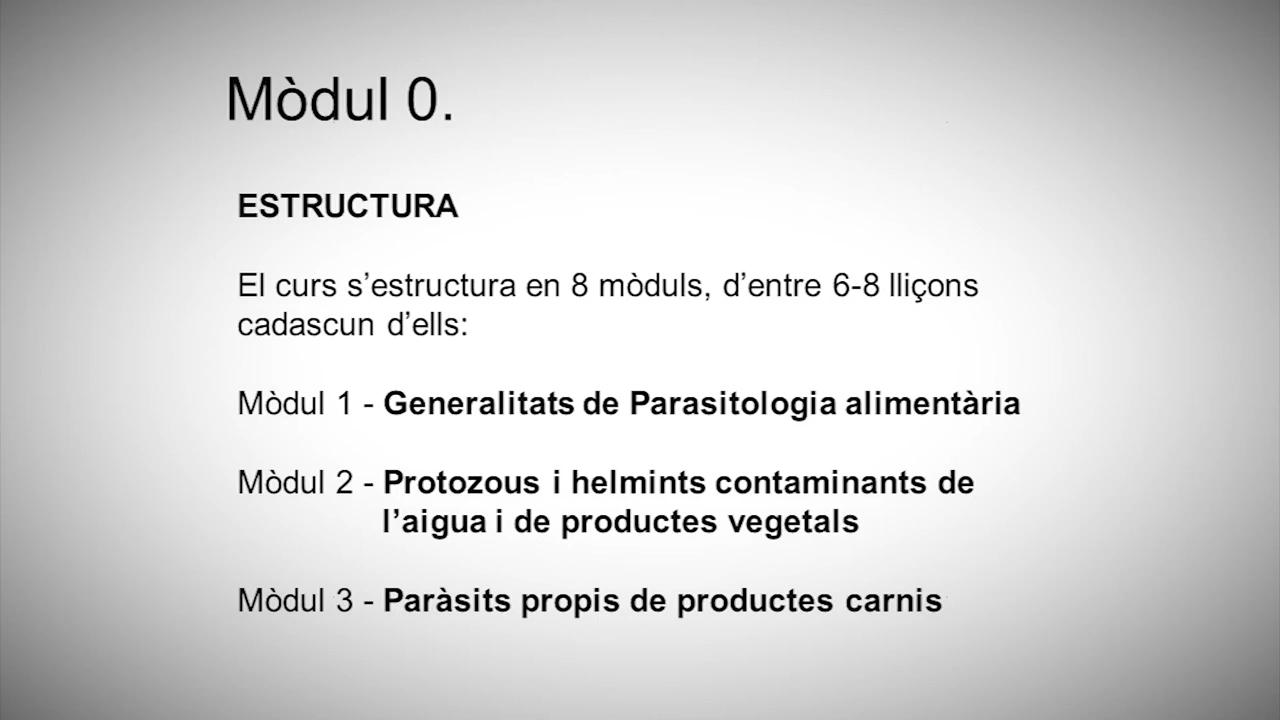 Mòdul 0.
ESTRUCTURA
El curs s’estructura en 8 mòduls, d’entre 6-8 lliçons
cadascun d’ells:
Mòdul 1 - Generalitats de Parasitologia alimentària
Mòdul 2 - Protozous i helmints contaminants de
l’aigua i de productes vegetals
Mòdul 3 - Paràsits propis de productes carnis